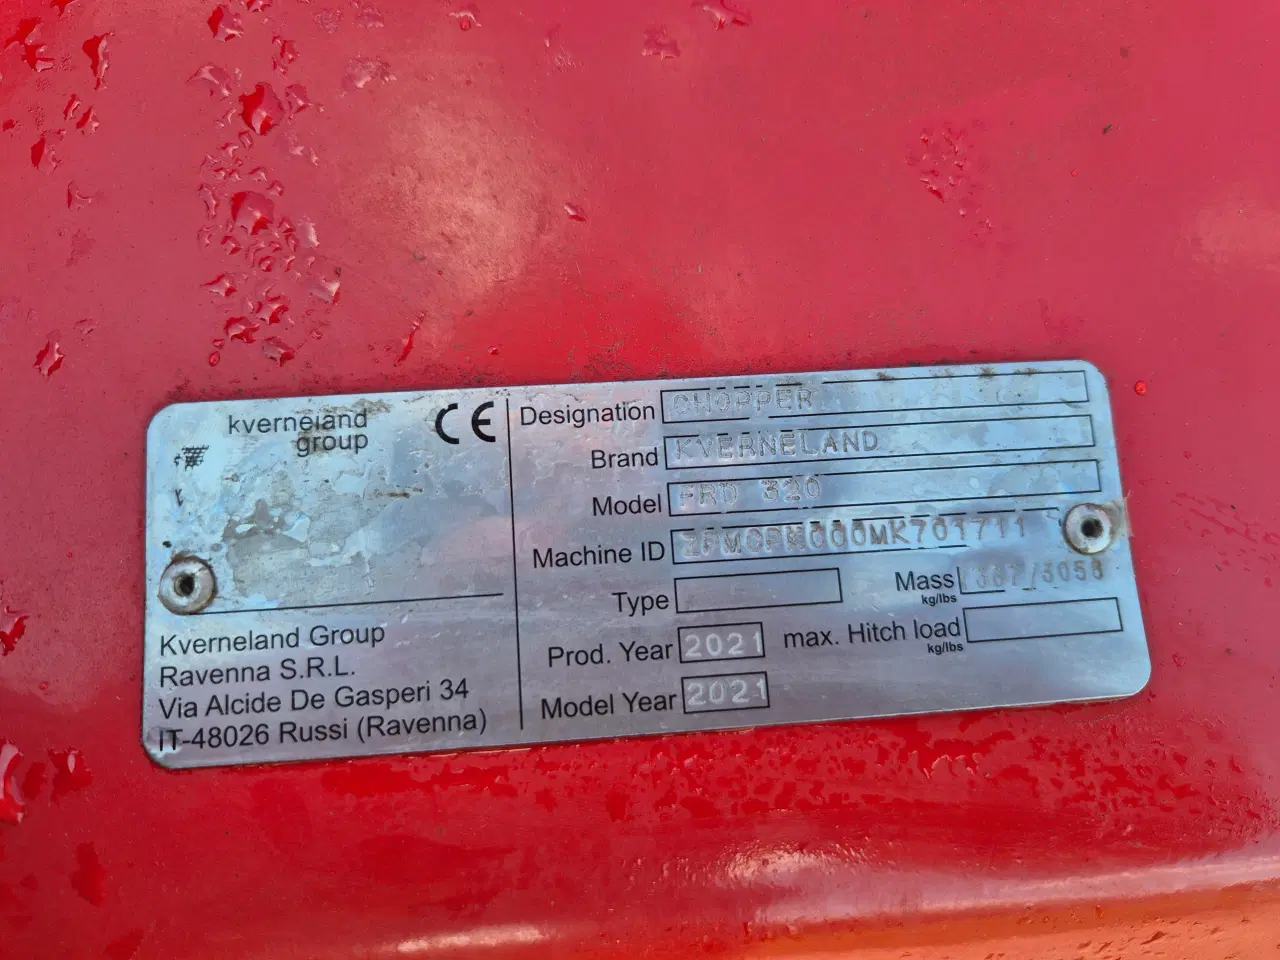 kverneland
group
CE
Kverneland Group
Ravenna S.R.L.
Via Alcide De Gasperi 34
IT-48026 Russi (Ravenna)
Designation CHOPPER
Brand KVERNELAND
Model FRD 320
Machine ID
Type
Mass
kg/lbs
Prod. Year 2021
max. Hitch load
kg/lbs
Model Year 2021